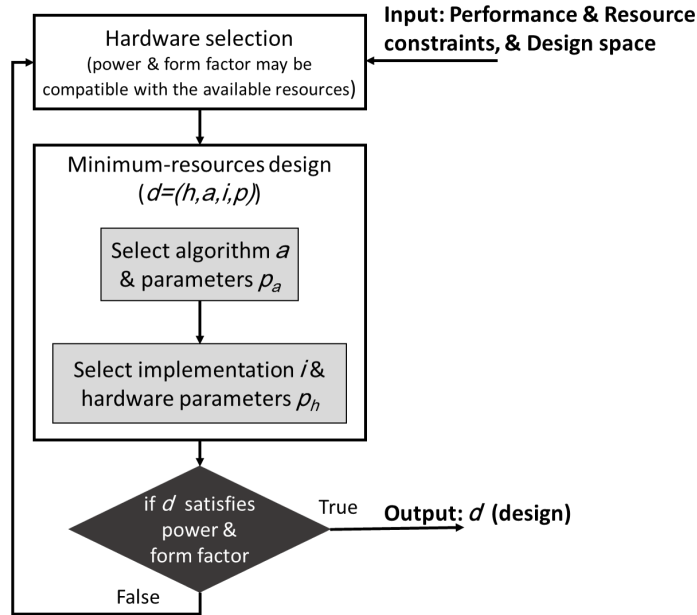 Input: Performance & Resource
constraints, & Design space
Hardware selection
(power & form factor may be
compatible with the available resources)
Minimum-resources design
(d=(h,a,i,p))
Select algorithm a
& parameters pₐ
Select implementation i &
hardware parameters pₕ
if d satisfies
power &
form factor
True
Output: d (design)
False